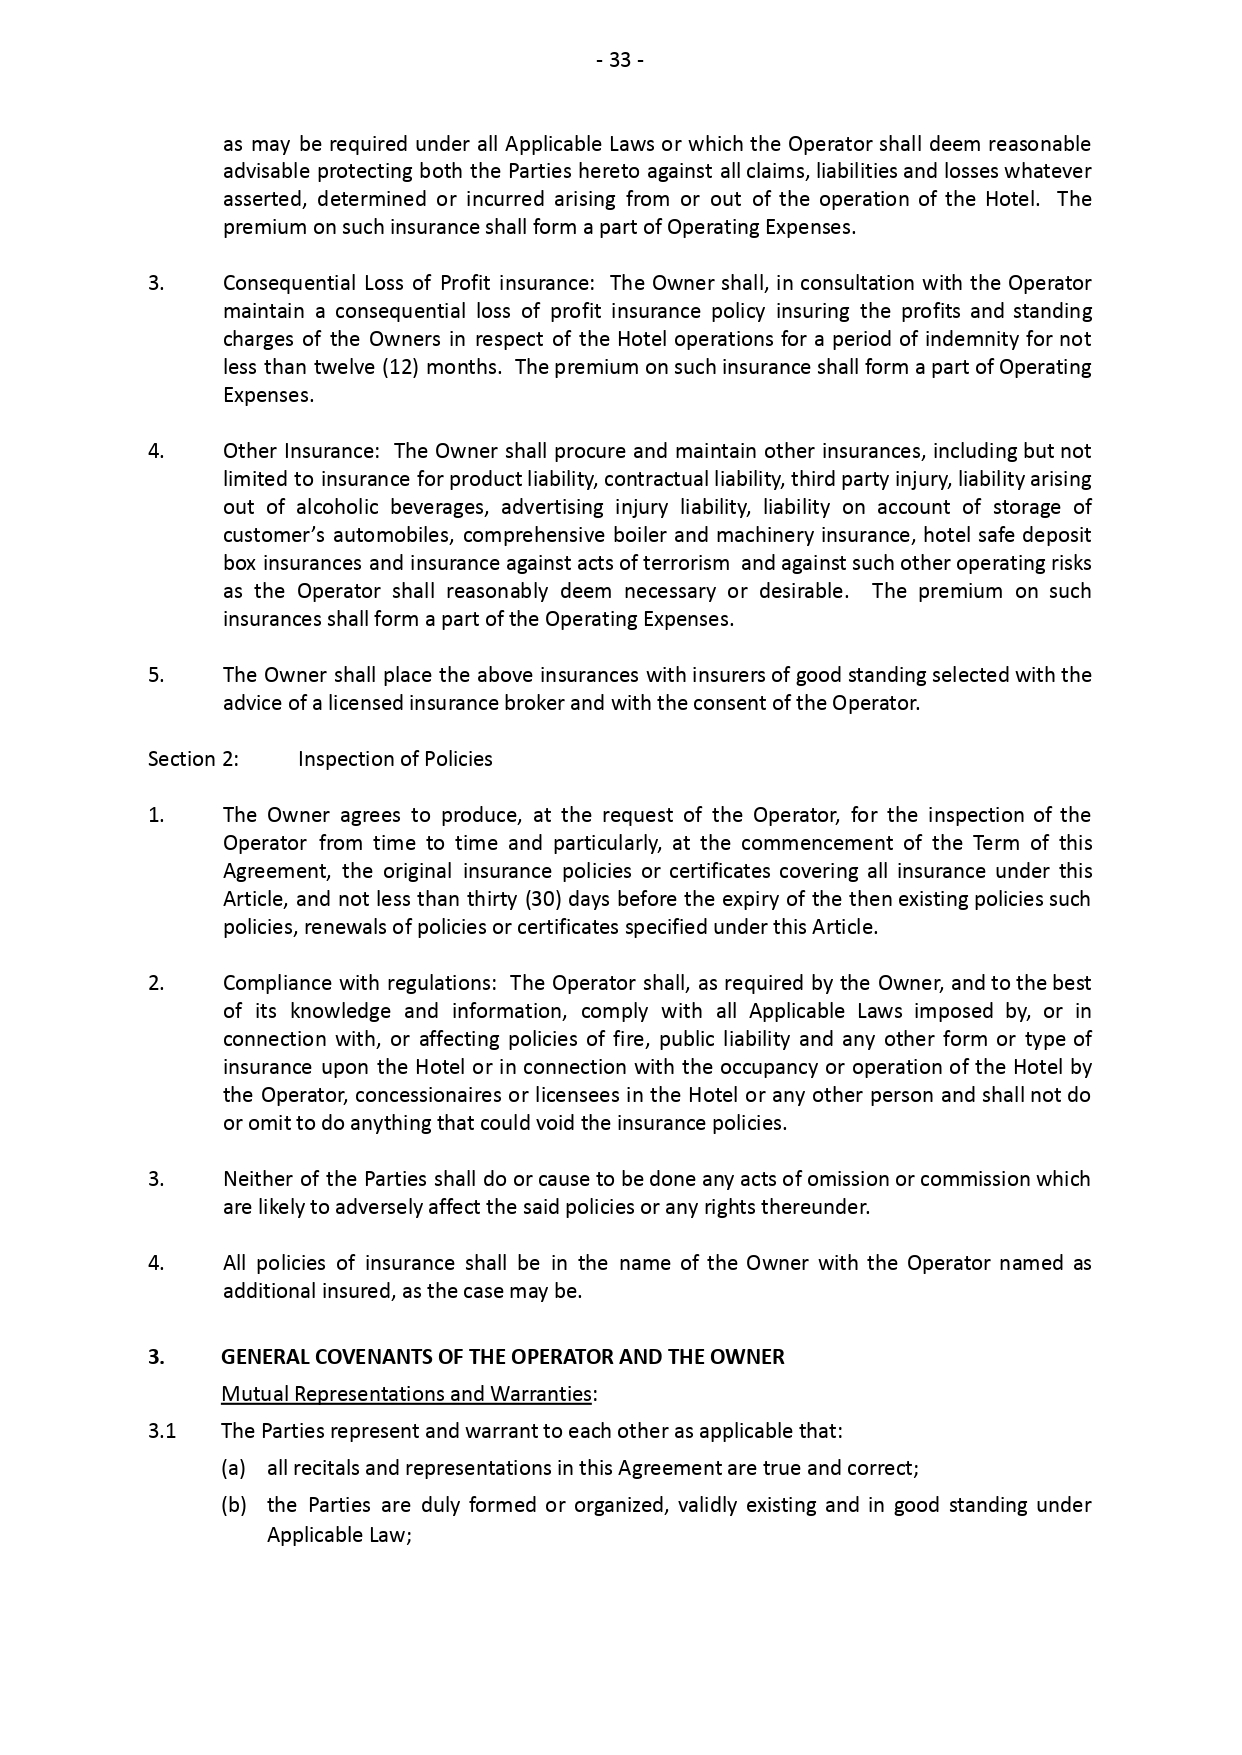 - 33 -
as may be required under all Applicable Laws or which the Operator shall deem reasonable
advisable protecting both the Parties hereto against all claims, liabilities and losses whatever
asserted, determined or incurred arising from or out of the operation of the Hotel.  The
premium on such insurance shall form a part of Operating Expenses.
3. Consequential Loss of Profit insurance:  The Owner shall, in consultation with the Operator
maintain a consequential loss of profit insurance policy insuring the profits and standing
charges of the Owners in respect of the Hotel operations for a period of indemnity for not
less than twelve (12) months.  The premium on such insurance shall form a part of Operating
Expenses.
4. Other Insurance:  The Owner shall procure and maintain other insurances, including but not
limited to insurance for product liability, contractual liability, third party injury, liability arising
out of alcoholic beverages, advertising injury liability, liability on account of storage of
customer’s automobiles, comprehensive boiler and machinery insurance, hotel safe deposit
box insurances and insurance against acts of terrorism  and against such other operating risks
as the Operator shall reasonably deem necessary or desirable.  The premium on such
insurances shall form a part of the Operating Expenses.
5. The Owner shall place the above insurances with insurers of good standing selected with the
advice of a licensed insurance broker and with the consent of the Operator.
Section 2: Inspection of Policies
1. The Owner agrees to produce, at the request of the Operator, for the inspection of the
Operator from time to time and particularly, at the commencement of the Term of this
Agreement, the original insurance policies or certificates covering all insurance under this
Article, and not less than thirty (30) days before the expiry of the then existing policies such
policies, renewals of policies or certificates specified under this Article.
2. Compliance with regulations:  The Operator shall, as required by the Owner, and to the best
of its knowledge and information, comply with all Applicable Laws imposed by, or in
connection with, or affecting policies of fire, public liability and any other form or type of
insurance upon the Hotel or in connection with the occupancy or operation of the Hotel by
the Operator, concessionaires or licensees in the Hotel or any other person and shall not do
or omit to do anything that could void the insurance policies.
3. Neither of the Parties shall do or cause to be done any acts of omission or commission which
are likely to adversely affect the said policies or any rights thereunder.
4. All policies of insurance shall be in the name of the Owner with the Operator named as
additional insured, as the case may be.
3. GENERAL COVENANTS OF THE OPERATOR AND THE OWNER
Mutual Representations and Warranties:
3.1 The Parties represent and warrant to each other as applicable that:
(a) all recitals and representations in this Agreement are true and correct;
(b) the Parties are duly formed or organized, validly existing and in good standing under
Applicable Law;